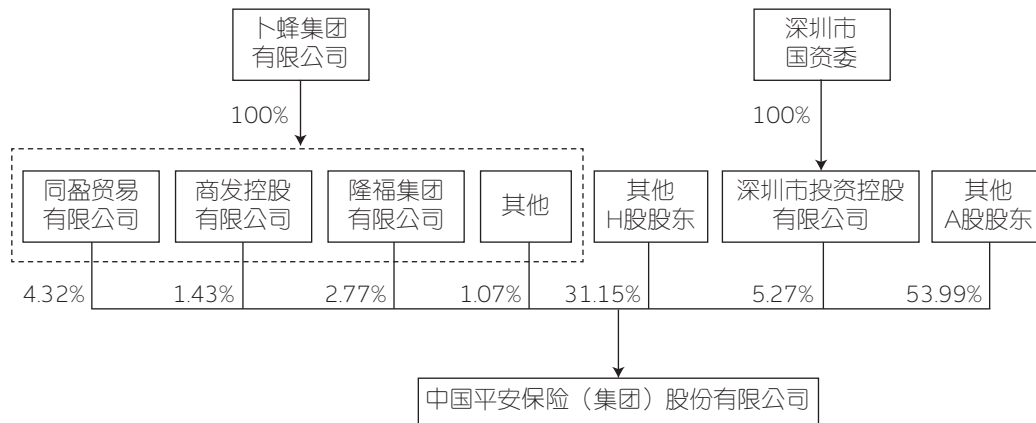 卜蜂集团
有限公司
深圳市
国资委
100%
100%
同盈贸易
有限公司
商发控股
有限公司
隆福集团
有限公司
其他
其他
H股股东
深圳市投资控股
有限公司
其他
A股股东
4.32%
1.43%
2.77%
1.07%
31.15%
5.27%
53.99%
中国平安保险（集团）股份有限公司